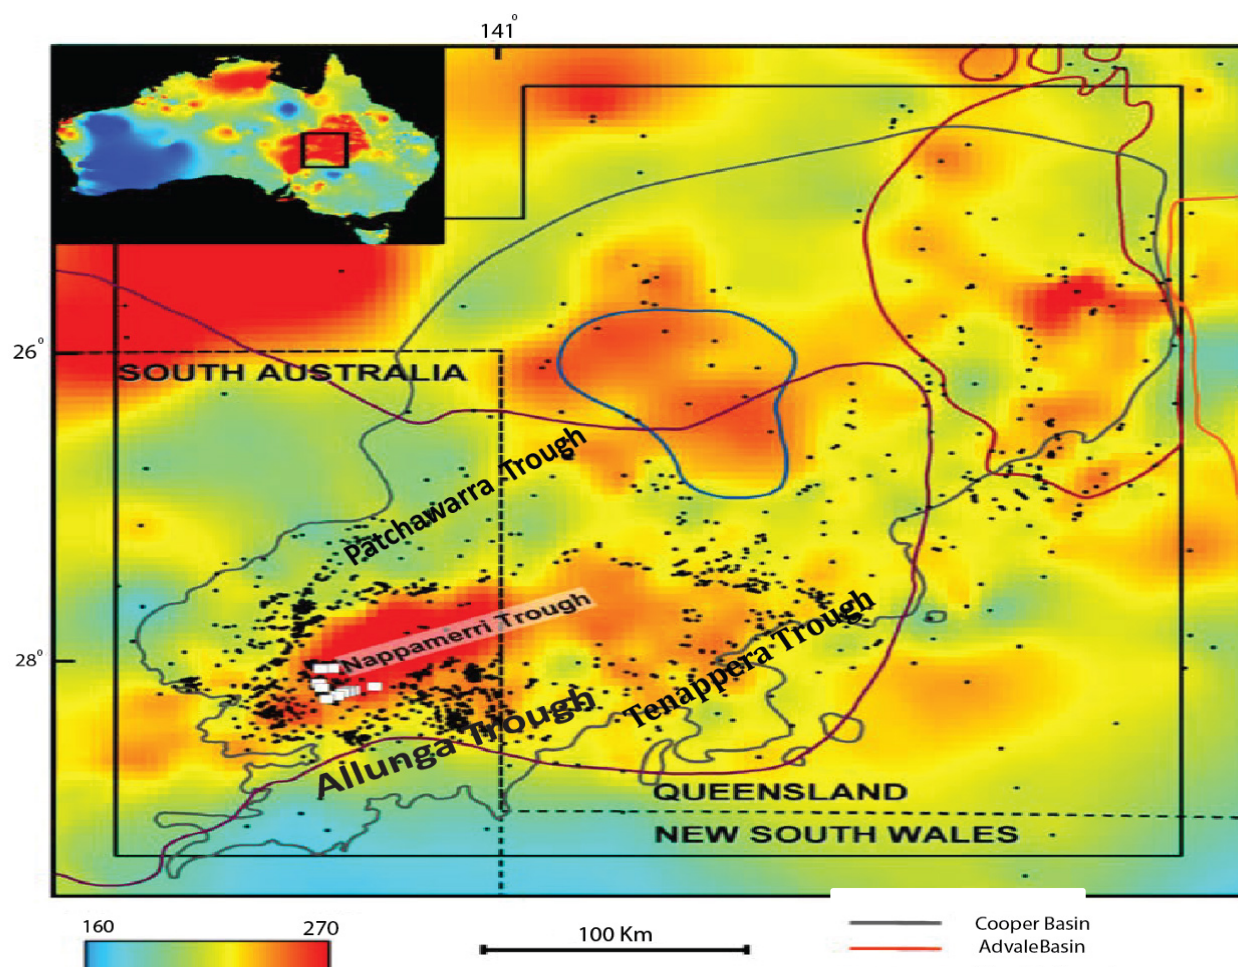 141°
26°
SOUTH AUSTRALIA
Patchawarra Trough
Nappamerri Trough
28°
Tenappera Trough
Allunga Trough
QUEENSLAND
NEW SOUTH WALES
160
270
100 Km
Cooper Basin
AdvaleBasin